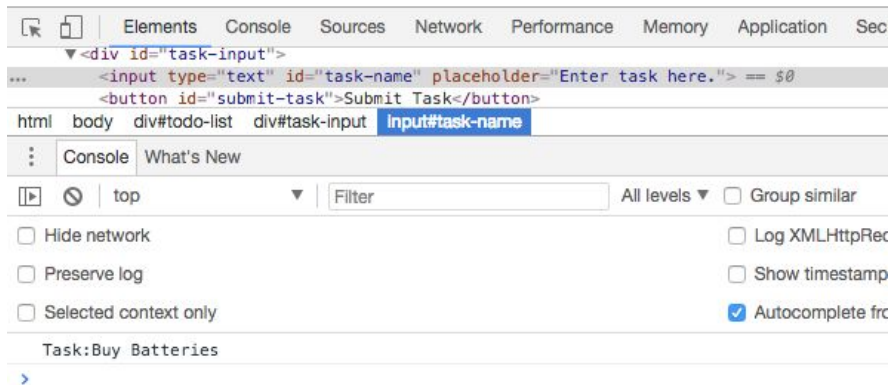 Elements Console Sources Network Performance Memory Application Sec
▼<div id="task-input">
... <input type="text" id="task-name" placeholder="Enter task here."> == $0
<button id="submit-task">Submit Task</button>
html body div#todo-list div#task-input input#task-name
Console What's New
top ▼ Filter All levels ▼ Group similar
Hide network Log XMLHttpRec
Preserve log Show timestamp
Selected context only Autocomplete fro
Task:Buy Batteries
>